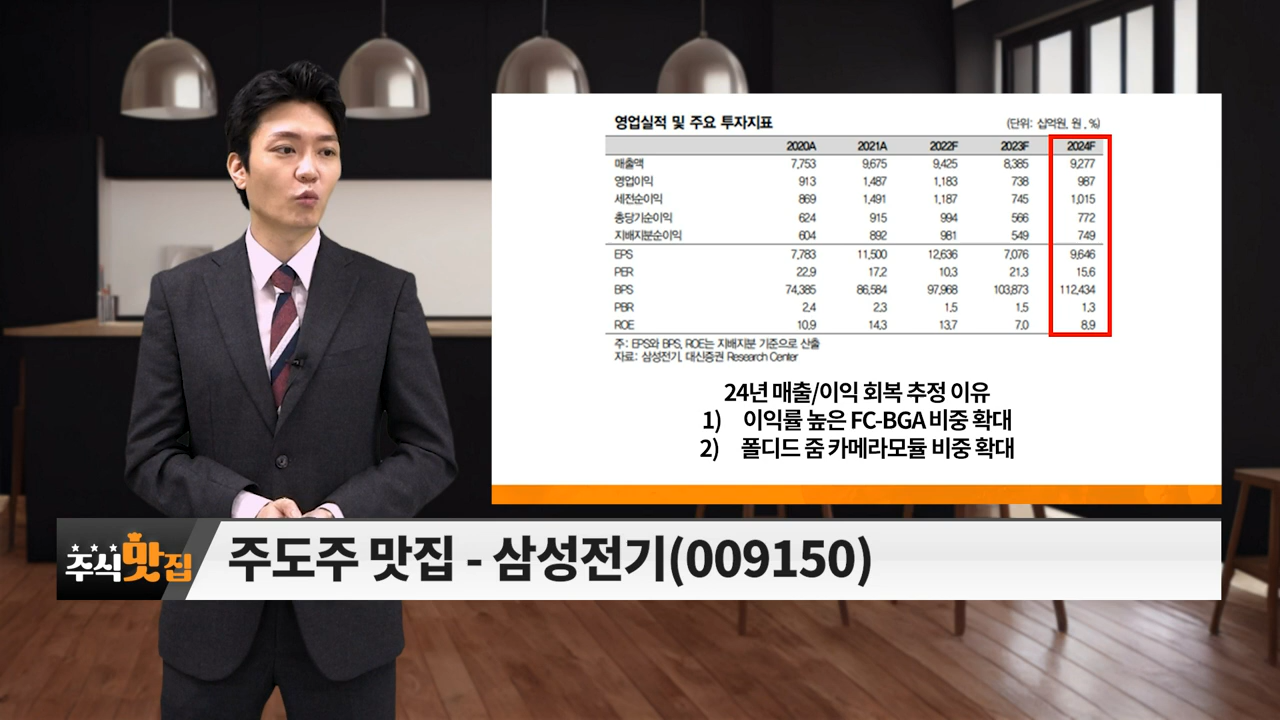 영업실적 및 주요 투자지표 (단위: 십억원, 원, %)
2020A 2021A 2022F 2023F 2024F
매출액 7,753 9,675 9,425 8,385 9,277
영업이익 913 1,487 1,183 738 987
세전순이익 869 1,491 1,187 745 1,015
총당기순이익 624 915 994 566 772
지배지분순이익 604 892 981 549 749
EPS 7,783 11,500 12,636 7,076 9,646
PER 22.9 17.2 10.3 21.3 15.6
BPS 74,385 86,584 97,968 103,873 112,434
PBR 2.4 2.3 1.5 1.5 1.3
ROE 10.9 14.3 13.7 7.0 8.9
주: EPS와 BPS, ROE는 지배지분 기준으로 산출
자료: 삼성전기, 대신증권 Research Center
24년 매출/이익 회복 추정 이유
1) 이익률 높은 FC-BGA 비중 확대
2) 폴디드 줌 카메라모듈 비중 확대
주식맛집
주도주 맛집 - 삼성전기(009150)